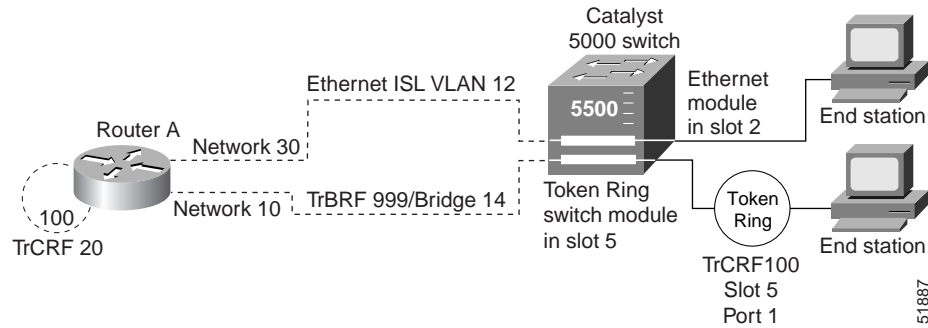 Catalyst
5000 switch
Ethernet ISL VLAN 12
Ethernet
module
in slot 2
5500
End station
Router A
Network 30
Network 10
TrBRF 999/Bridge 14
100
TrCRF 20
Token Ring
switch module
in slot 5
Token
Ring
End station
TrCRF100
Slot 5
Port 1
51887